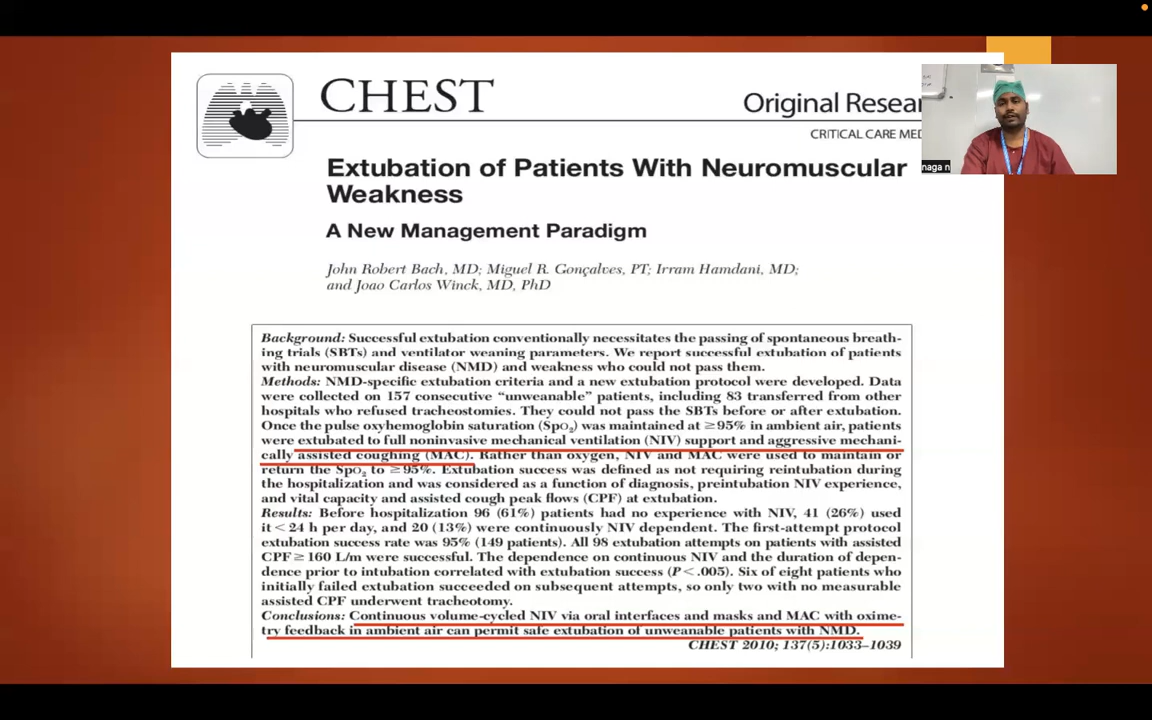 CHEST
Original Resear
CRITICAL CARE MED
naga n
Extubation of Patients With Neuromuscular
Weakness
A New Management Paradigm
John Robert Bach, MD; Miguel R. Gonçalves, PT; Irram Hamdani, MD;
and Joao Carlos Winck, MD, PhD
Background: Successful extubation conventionally necessitates the passing of spontaneous breath-
ing trials (SBTs) and ventilator weaning parameters. We report successful extubation of patients
with neuromuscular disease (NMD) and weakness who could not pass them.
Methods: NMD-specific extubation criteria and a new extubation protocol were developed. Data
were collected on 157 consecutive “unweanable” patients, including 83 transferred from other
hospitals who refused tracheostomies. They could not pass the SBTs before or after extubation.
Once the pulse oxyhemoglobin saturation (SpO₂) was maintained at ≥95% in ambient air, patients
were extubated to full noninvasive mechanical ventilation (NIV) support and aggressive mechani-
cally assisted coughing (MAC). Rather than oxygen, NIV and MAC were used to maintain or
return the SpO₂ to ≥95%. Extubation success was defined as not requiring reintubation during
the hospitalization and was considered as a function of diagnosis, preintubation NIV experience,
and vital capacity and assisted cough peak flows (CPF) at extubation.
Results: Before hospitalization 96 (61%) patients had no experience with NIV, 41 (26%) used
it <24 h per day, and 20 (13%) were continuously NIV dependent. The first-attempt protocol
extubation success rate was 95% (149 patients). All 98 extubation attempts on patients with assisted
CPF ≥160 L/m were successful. The dependence on continuous NIV and the duration of depen-
dence prior to intubation correlated with extubation success (P<.005). Six of eight patients who
initially failed extubation succeeded on subsequent attempts, so only two with no measurable
assisted CPF underwent tracheotomy.
Conclusions: Continuous volume-cycled NIV via oral interfaces and masks and MAC with oxime-
try feedback in ambient air can permit safe extubation of unweanable patients with NMD.
CHEST 2010; 137(5):1033–1039